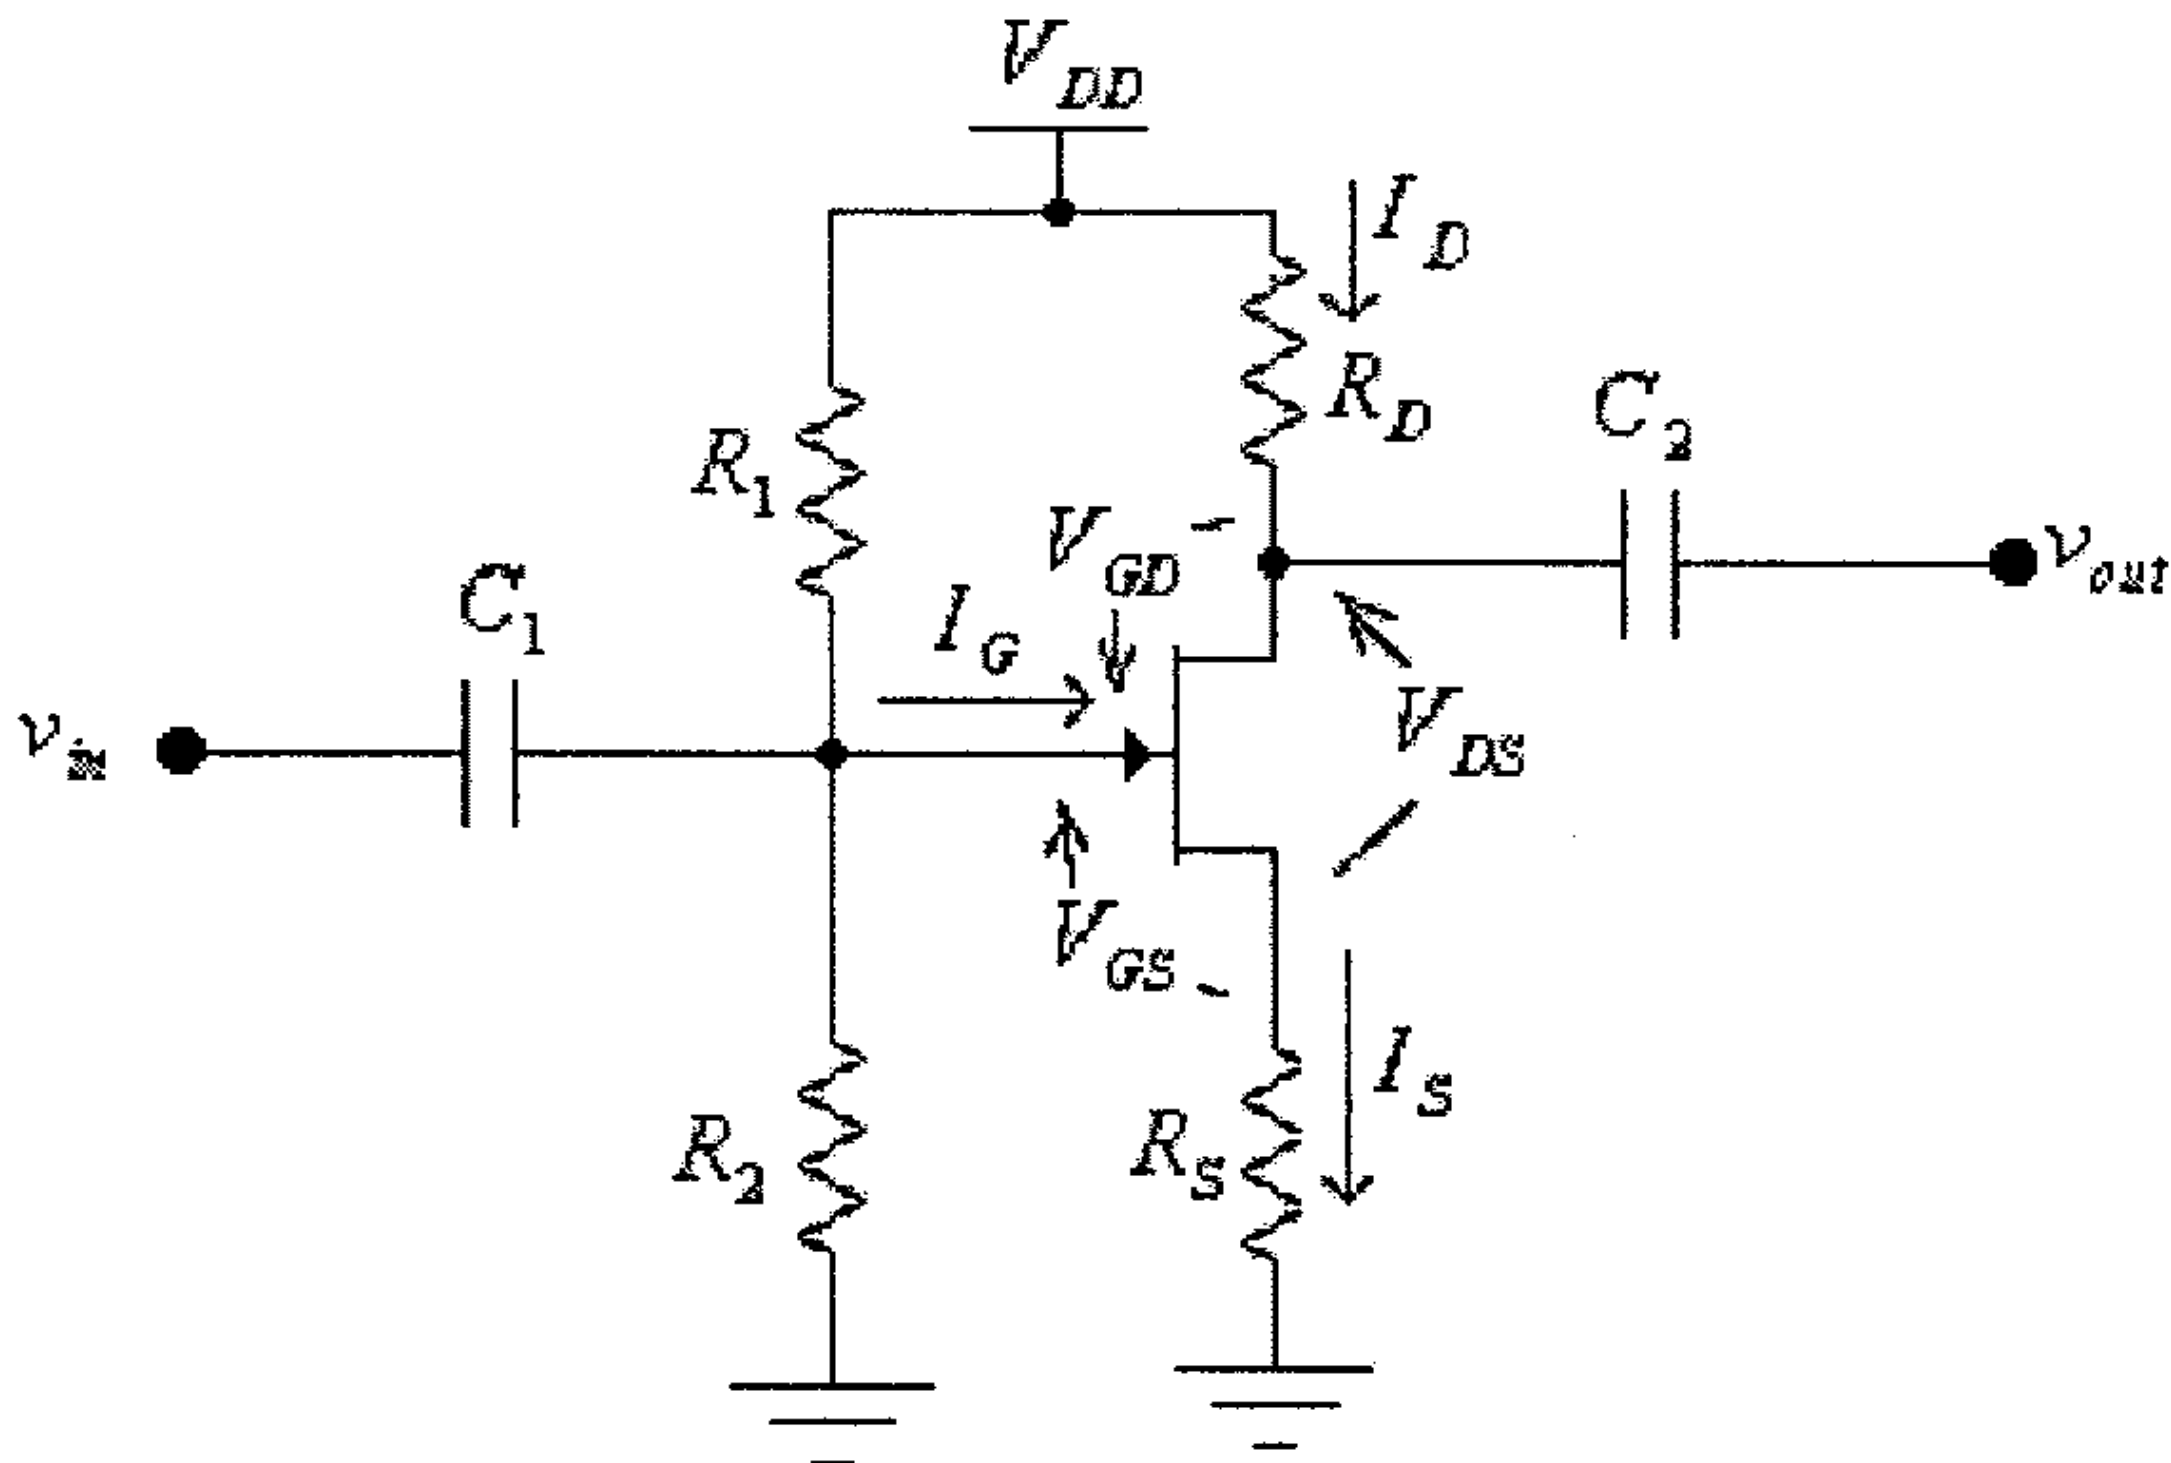 V_DD
I_D
R_D
C_2
R_1
V_GD
v_out
C_1
I_G
v_in
V_DS
V_GS
I_S
R_2
R_S